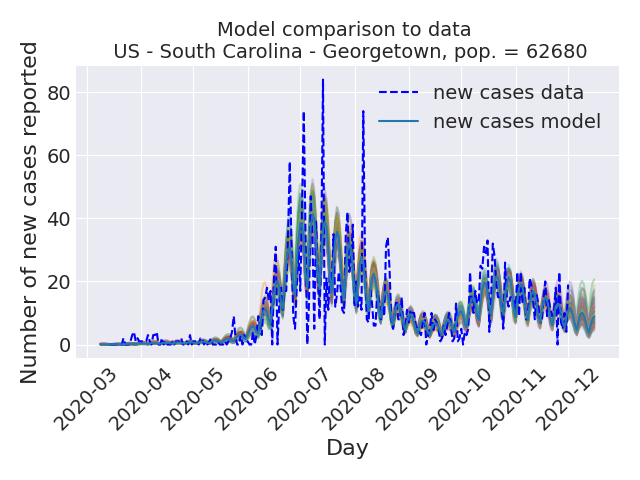 Model comparison to data
US - South Carolina - Georgetown, pop. = 62680
Number of new cases reported
80
60
40
20
0
new cases data
new cases model
2020-03
2020-04
2020-05
2020-06
2020-07
2020-08
2020-09
2020-10
2020-11
2020-12
Day